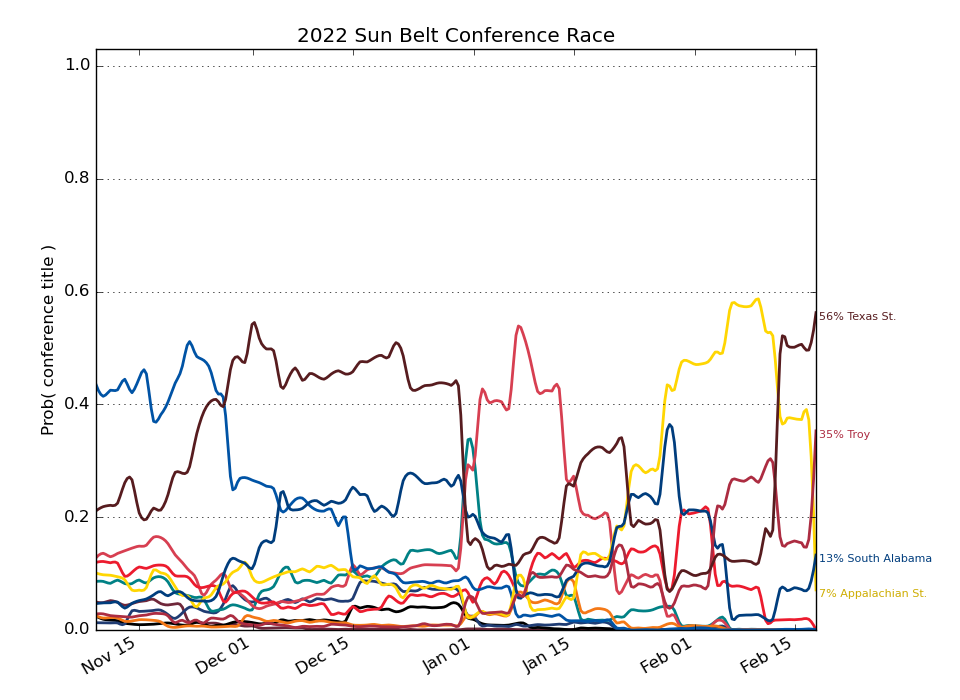 2022 Sun Belt Conference Race
Prob( conference title )
1.0
0.8
0.6
0.4
0.2
0.0
56% Texas St.
35% Troy
13% South Alabama
7% Appalachian St.
Nov 15
Dec 01
Dec 15
Jan 01
Jan 15
Feb 01
Feb 15